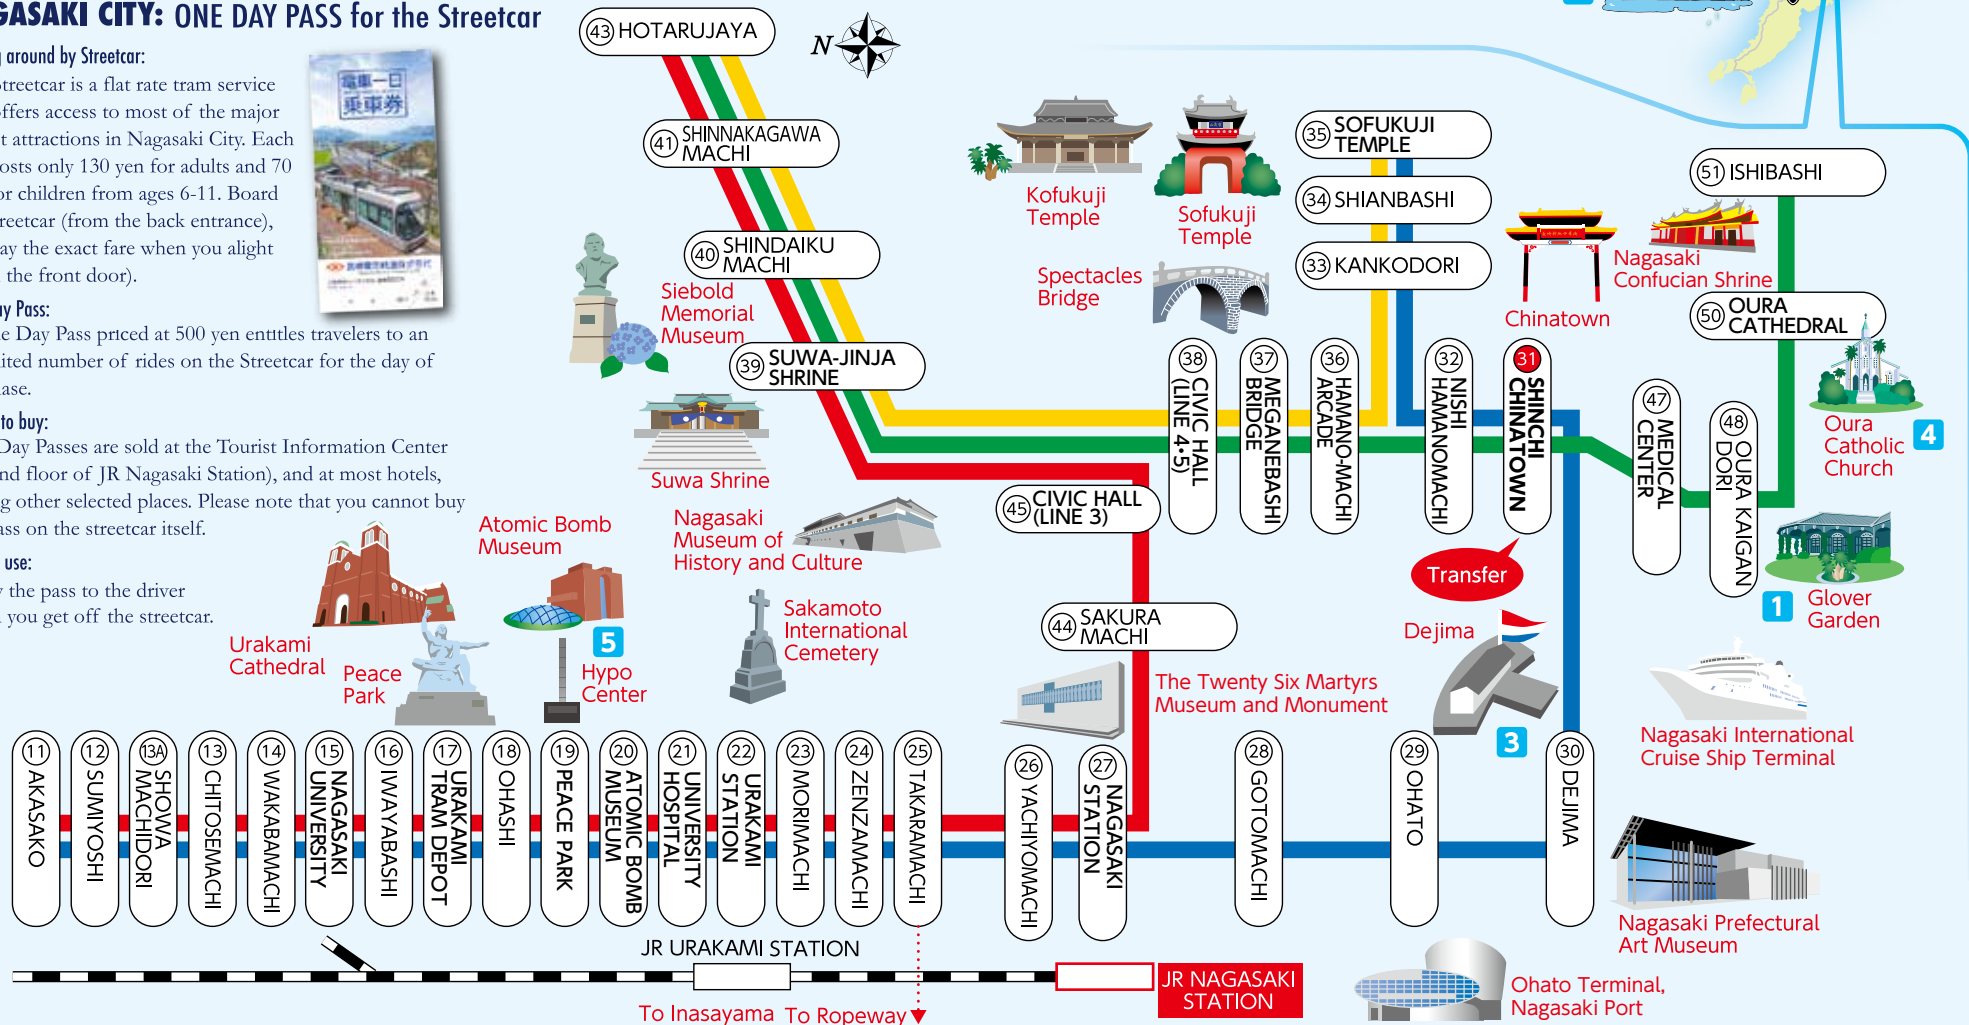 GASAKI CITY: ONE DAY PASS for the Streetcar
around by Streetcar:
Streetcar is a flat rate tram service
offers access to most of the major
st attractions in Nagasaki City. Each
osts only 130 yen for adults and 70
or children from ages 6-11. Board
reetcar (from the back entrance),
ay the exact fare when you alight
the front door).
ay Pass:
e Day Pass priced at 500 yen entitles travelers to an
ited number of rides on the Streetcar for the day of
ase.
to buy:
Day Passes are sold at the Tourist Information Center
nd floor of JR Nagasaki Station), and at most hotels,
g other selected places. Please note that you cannot buy
ass on the streetcar itself.
use:
the pass to the driver
you get off the streetcar.
電車一日
乗車券
N
43 HOTARUJAYA
41 SHINNAKAGAWA
MACHI
40 SHINDAIKU
MACHI
39 SUWA-JINJA
SHRINE
Siebold
Memorial
Museum
Suwa Shrine
Kofukuji
Temple
Sofukuji
Temple
Spectacles
Bridge
35 SOFUKUJI
TEMPLE
34 SHIANBASHI
33 KANKODORI
Chinatown
Nagasaki
Confucian Shrine
51 ISHIBASHI
50 OURA
CATHEDRAL
Oura
Catholic
Church
4
38 CIVIC HALL
(LINE 4•5)
37 MEGANEBASHI
BRIDGE
36 HAMANO-MACHI
ARCADE
32 NISHI
HAMANOMACHI
31 SHINCHI
CHINATOWN
47 MEDICAL
CENTER
48 OURA KAIGAN
DORI
Transfer
1
Glover
Garden
45 CIVIC HALL
(LINE 3)
44 SAKURA
MACHI
Urakami
Cathedral
Peace
Park
Atomic Bomb
Museum
5
Hypo
Center
Nagasaki
Museum of
History and Culture
Sakamoto
International
Cemetery
The Twenty Six Martyrs
Museum and Monument
Dejima
3
Nagasaki International
Cruise Ship Terminal
11 AKASAKO
12 SUMIYOSHI
13A SHOWA
MACHIDORI
13 CHITOSEMACHI
14 WAKABAMACHI
15 NAGASAKI
UNIVERSITY
16 IWAYABASHI
17 URAKAMI
TRAM DEPOT
18 OHASHI
19 PEACE PARK
20 ATOMIC BOMB
MUSEUM
21 UNIVERSITY
HOSPITAL
22 URAKAMI
STATION
23 MORIMACHI
24 ZENZAMACHI
25 TAKARAMACHI
26 YACHIYOMACHI
27 NAGASAKI
STATION
28 GOTOMACHI
29 OHATO
30 DEJIMA
Nagasaki Prefectural
Art Museum
JR URAKAMI STATION
JR NAGASAKI
STATION
To Inasayama To Ropeway
Ohato Terminal,
Nagasaki Port